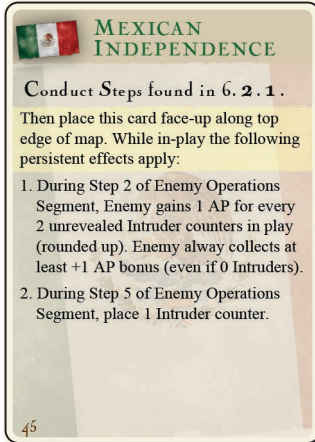 MEXICAN
INDEPENDENCE
Conduct Steps found in 6.2.1.
Then place this card face-up along top
edge of map. While in-play the following
persistent effects apply:
1. During Step 2 of Enemy Operations
Segment, Enemy gains 1 AP for every
2 unrevealed Intruder counters in play
(rounded up). Enemy alway collects at
least +1 AP bonus (even if 0 Intruders).
2. During Step 5 of Enemy Operations
Segment, place 1 Intruder counter.
45